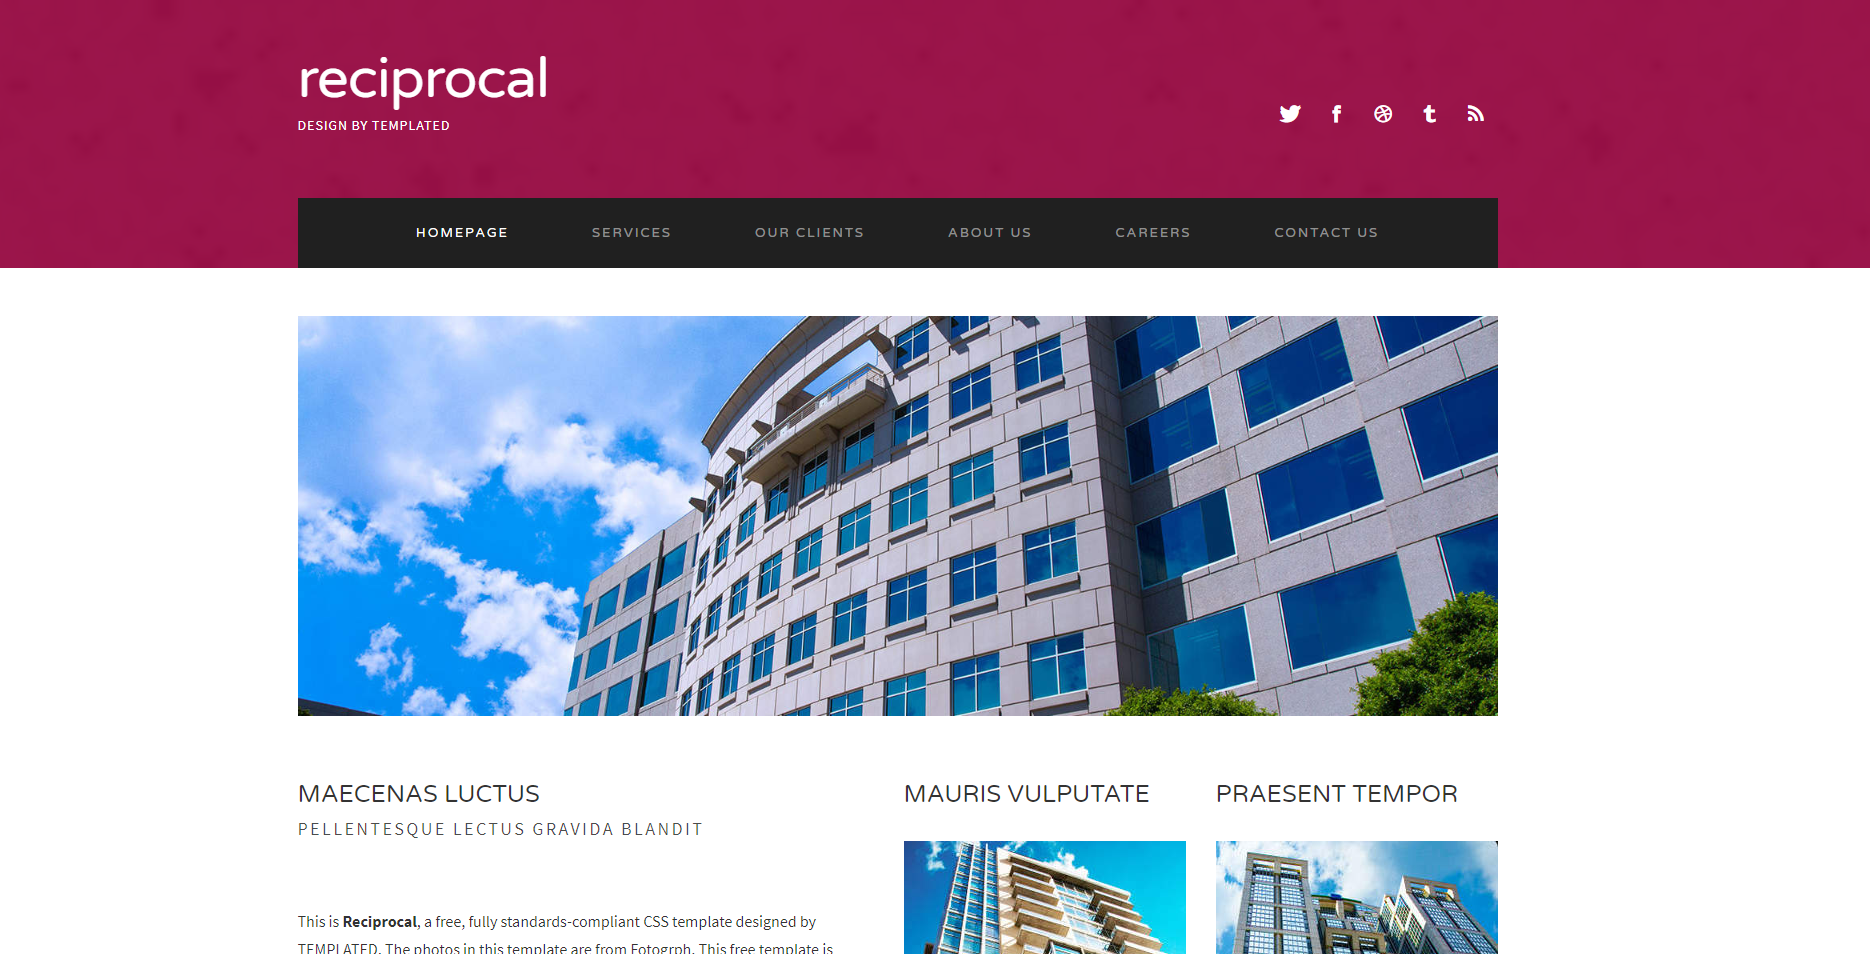 reciprocal
DESIGN BY TEMPLATED
HOMEPAGE SERVICES OUR CLIENTS ABOUT US CAREERS CONTACT US
MAECENAS LUCTUS
PELLENTESQUE LECTUS GRAVIDA BLANDIT
This is Reciprocal, a free, fully standards-compliant CSS template designed by
TEMPLATED. The photos in this template are from Fotogrph. This free template is
MAURIS VULPUTATE
PRAESENT TEMPOR